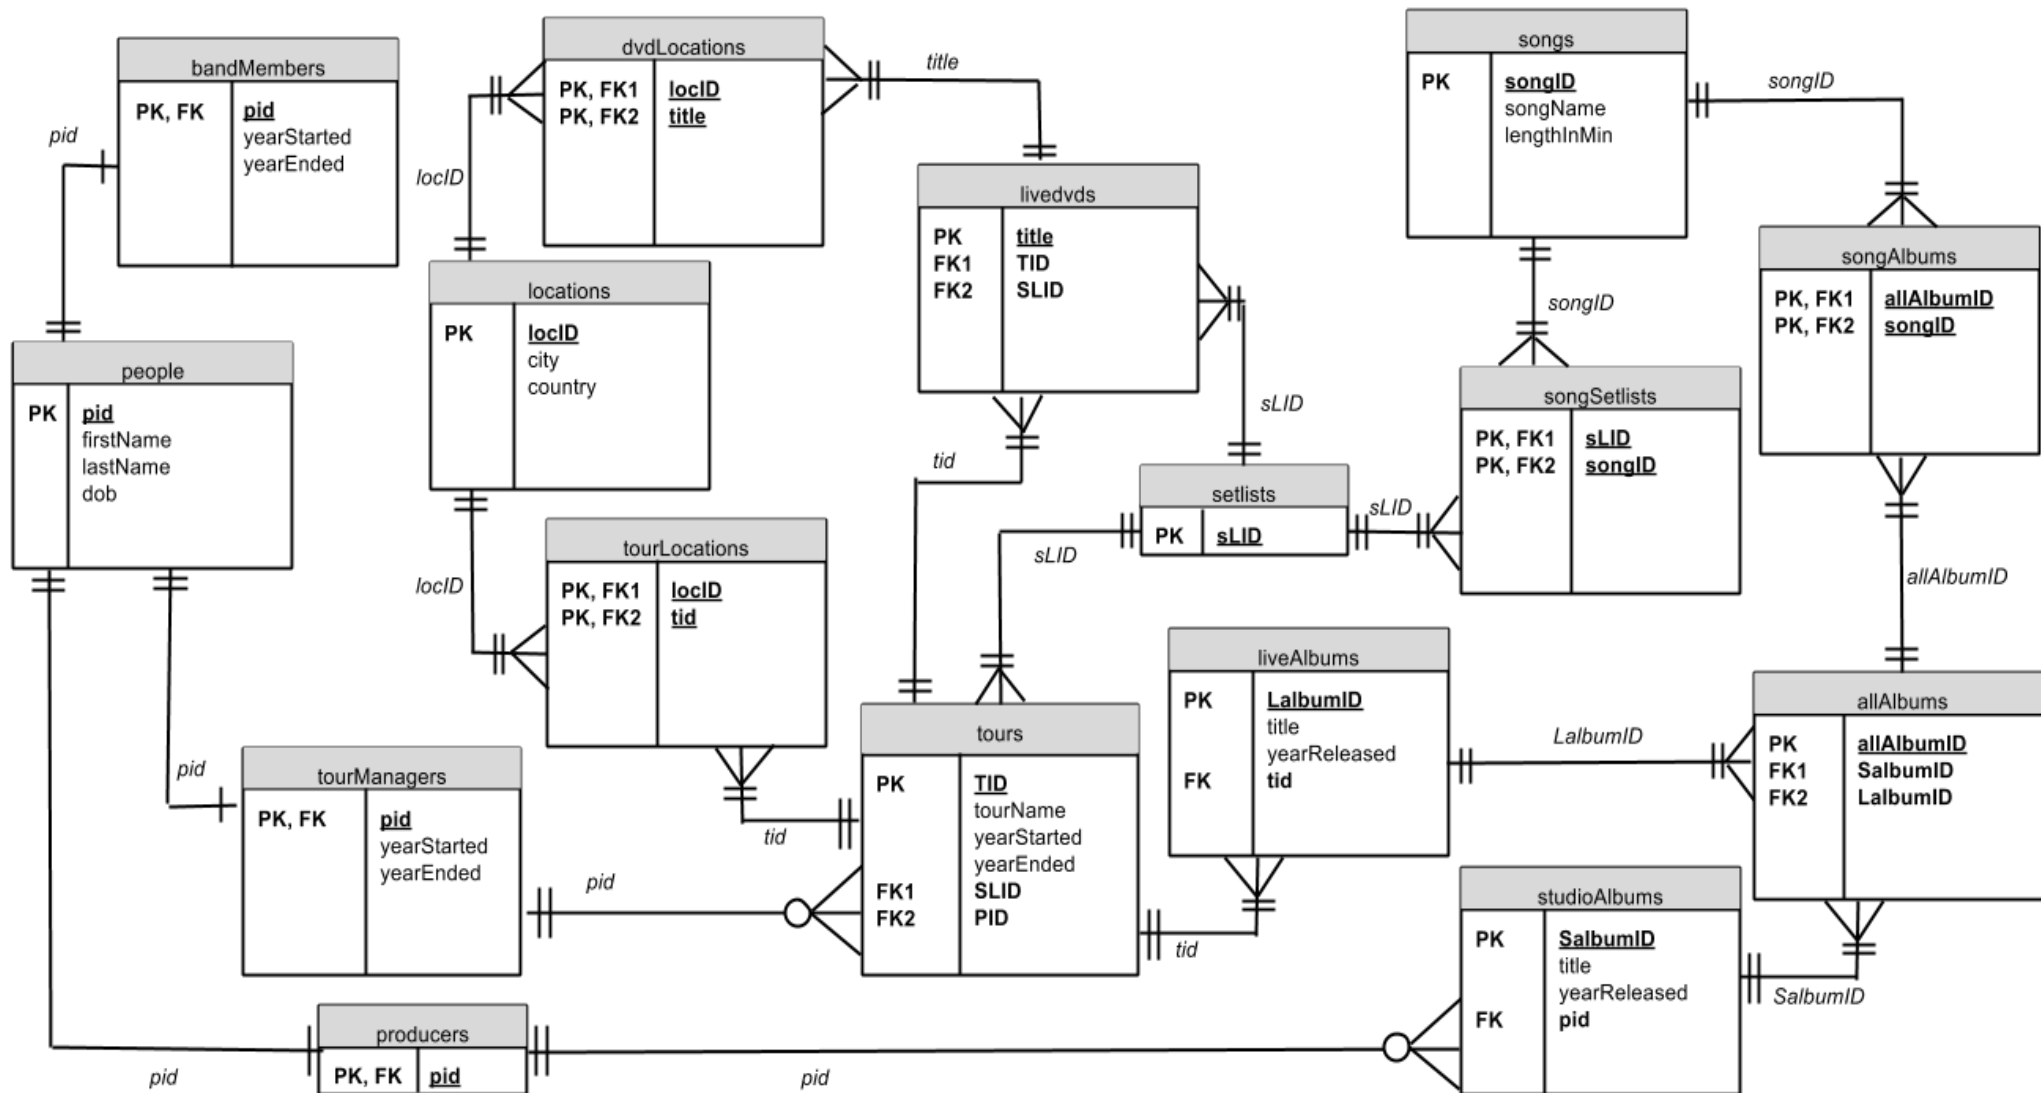 bandMembers
PK, FK pid
yearStarted
yearEnded
pid
dvdLocations
PK, FK1 locID
PK, FK2 title
title
locID
livedvds
PK title
FK1 TID
FK2 SLID
songs
PK songID
songName
lengthInMin
songID
songID
songAlbums
PK, FK1 allAlbumID
PK, FK2 songID
locations
PK locID
city
country
people
PK pid
firstName
lastName
dob
songSetlists
PK, FK1 sLID
PK, FK2 songID
sLID
tid
setlists
PK sLID
sLID
sLID
allAlbumID
tourLocations
PK, FK1 locID
PK, FK2 tid
locID
tid
liveAlbums
PK LalbumID
title
yearReleased
FK tid
LalbumID
allAlbums
PK allAlbumID
FK1 SalbumID
FK2 LalbumID
tours
PK TID
tourName
yearStarted
yearEnded
FK1 SLID
FK2 PID
pid
tourManagers
PK, FK pid
yearStarted
yearEnded
pid
tid
studioAlbums
PK SalbumID
title
yearReleased
FK pid
SalbumID
producers
PK, FK pid
pid
pid